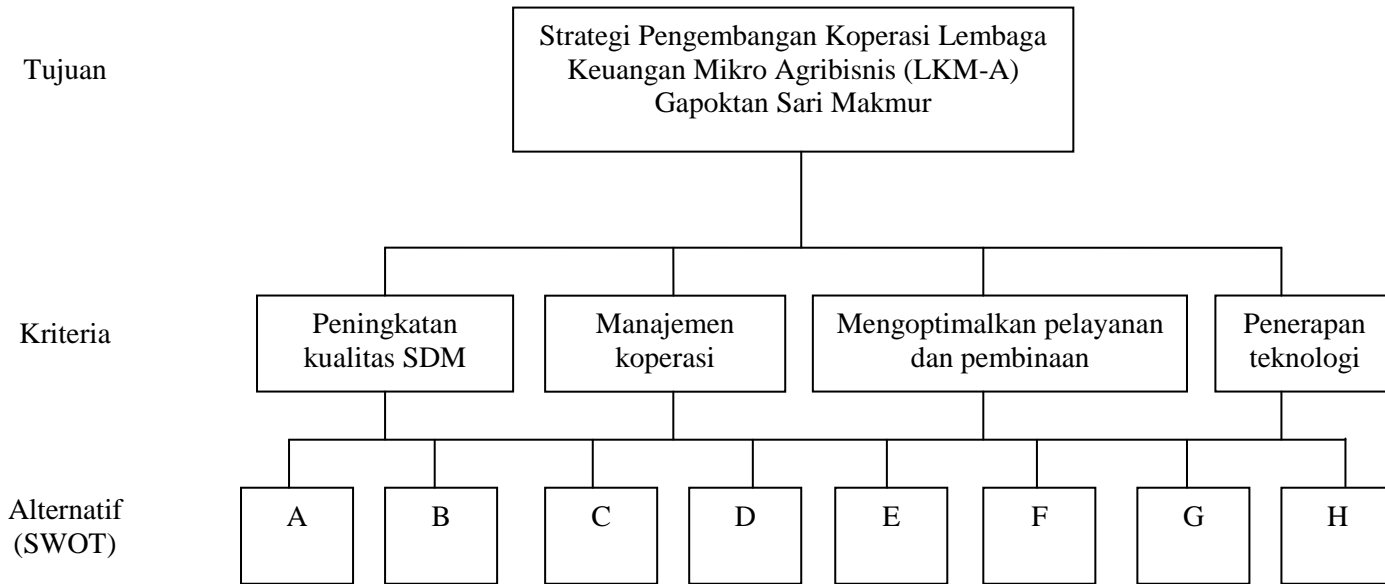 Tujuan
Strategi Pengembangan Koperasi Lembaga
Keuangan Mikro Agribisnis (LKM-A)
Gapoktan Sari Makmur
Kriteria
Peningkatan
kualitas SDM
Manajemen
koperasi
Mengoptimalkan pelayanan
dan pembinaan
Penerapan
teknologi
Alternatif
(SWOT)
A
B
C
D
E
F
G
H